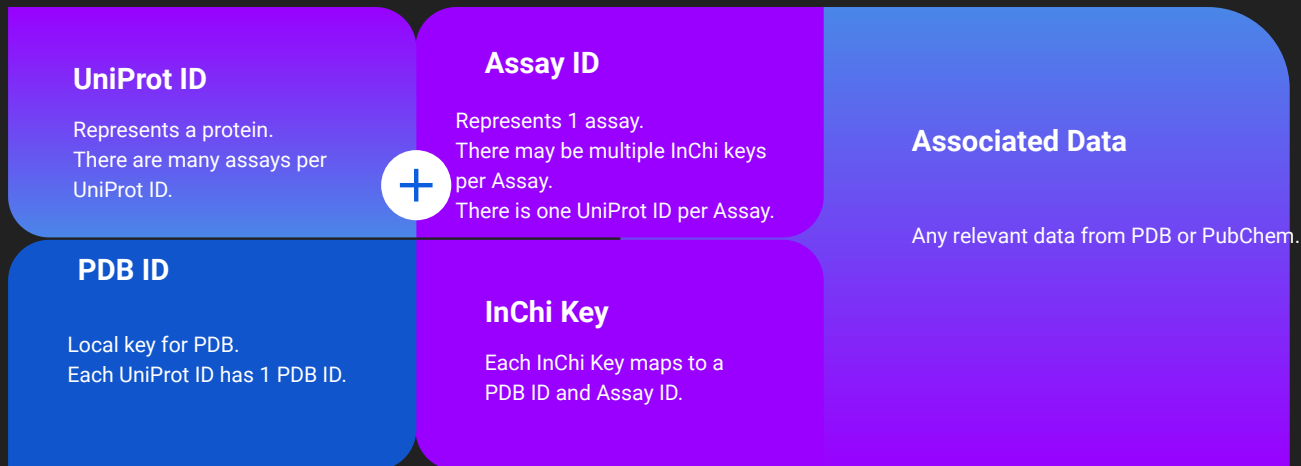 UniProt ID
Represents a protein.
There are many assays per
UniProt ID.
Assay ID
Represents 1 assay.
There may be multiple InChi keys
per Assay.
There is one UniProt ID per Assay.
PDB ID
Local key for PDB.
Each UniProt ID has 1 PDB ID.
InChi Key
Each InChi Key maps to a
PDB ID and Assay ID.
Associated Data
Any relevant data from PDB or PubChem.